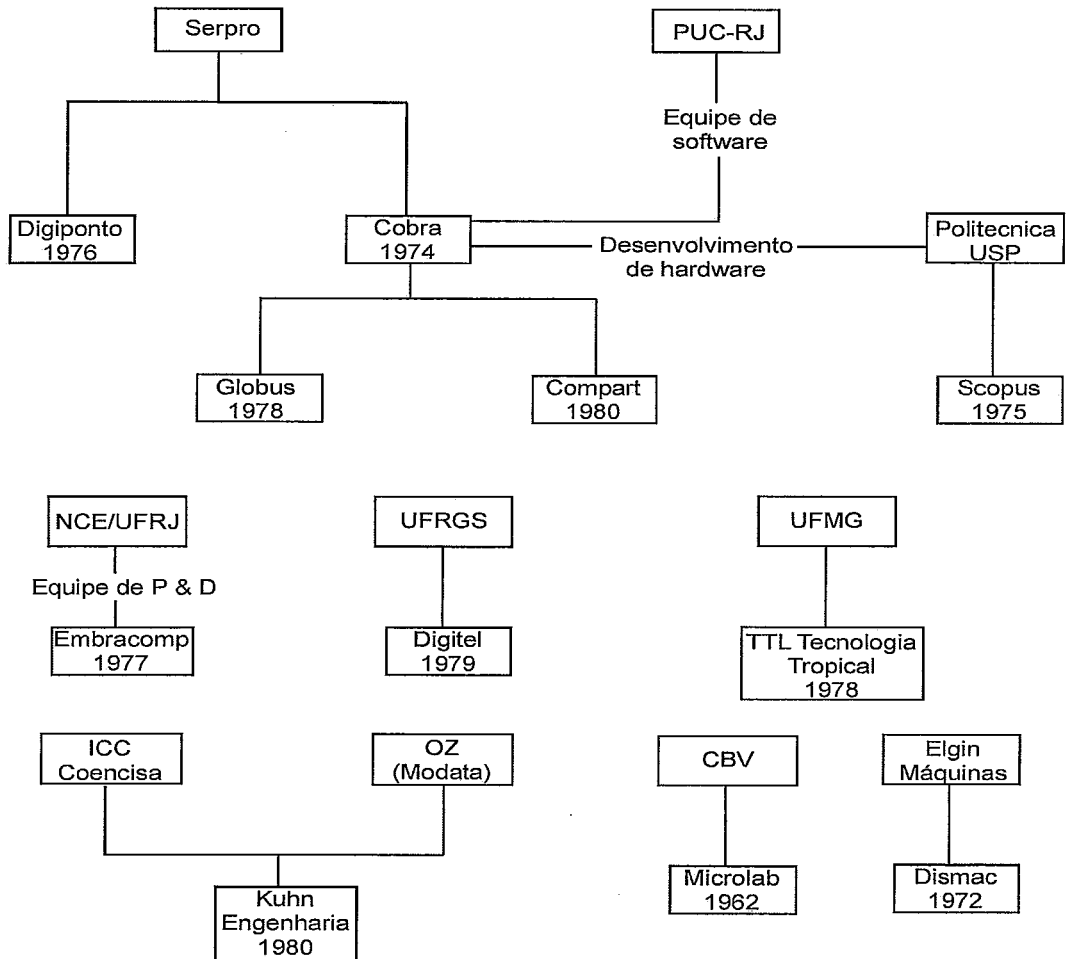 Serpro
PUC-RJ
Equipe de
software
Digiponto
1976
Cobra
1974
Desenvolvimento
de hardware
Politecnica
USP
Globus
1978
Compart
1980
Scopus
1975
NCE/UFRJ
UFRGS
UFMG
Equipe de P & D
Embracomp
1977
Digitel
1979
TTL Tecnologia
Tropical
1978
ICC
Coencisa
OZ
(Modata)
CBV
Elgin
Máquinas
Kuhn
Engenharia
1980
Microlab
1962
Dismac
1972